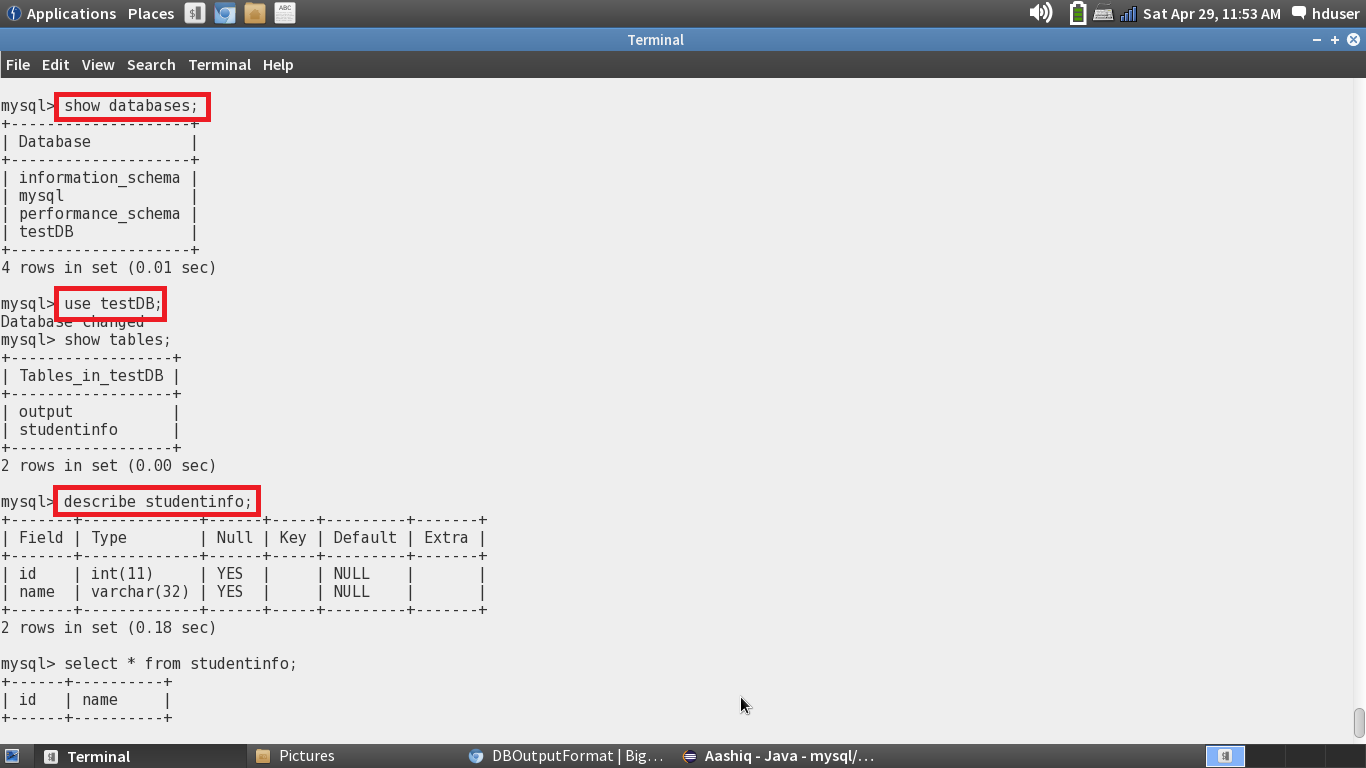 Applications Places ABC Sat Apr 29, 11:53 AM hduser
Terminal
File Edit View Search Terminal Help
mysql> show databases;
+--------------------+
| Database           |
+--------------------+
| information_schema |
| mysql              |
| performance_schema |
| testDB             |
+--------------------+
4 rows in set (0.01 sec)
mysql> use testDB;
Database changed
mysql> show tables;
+------------------+
| Tables_in_testDB |
+------------------+
| output           |
| studentinfo      |
+------------------+
2 rows in set (0.00 sec)
mysql> describe studentinfo;
+-------+-------------+------+-----+---------+-------+
| Field | Type        | Null | Key | Default | Extra |
+-------+-------------+------+-----+---------+-------+
| id    | int(11)     | YES  |     | NULL    |       |
| name  | varchar(32) | YES  |     | NULL    |       |
+-------+-------------+------+-----+---------+-------+
2 rows in set (0.18 sec)
mysql> select * from studentinfo;
+------+----------+
| id   | name     |
+------+----------+
Terminal Pictures DBOutputFormat | Big... Aashiq - Java - mysql/...